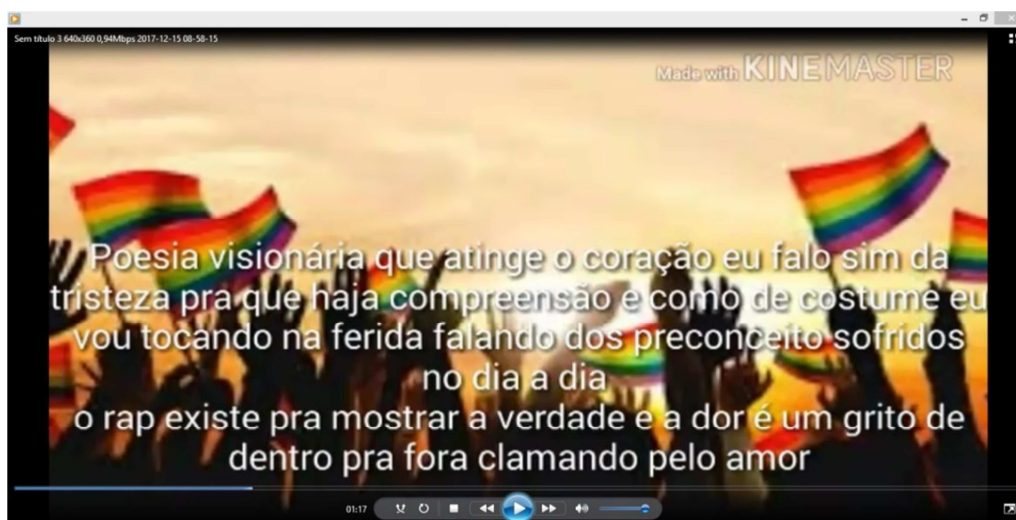 Sem título 3 640x360 0,94Mbps 2017-12-15 08-58-15
Made with KINEMASTER
Poesia visionária que atinge o coração eu falo sim da
tristeza pra que haja compreensão e como de costume eu
vou tocando na ferida falando dos preconceito sofridos
no dia a dia
o rap existe pra mostrar a verdade e a dor é um grito de
dentro pra fora clamando pelo amor
01:17